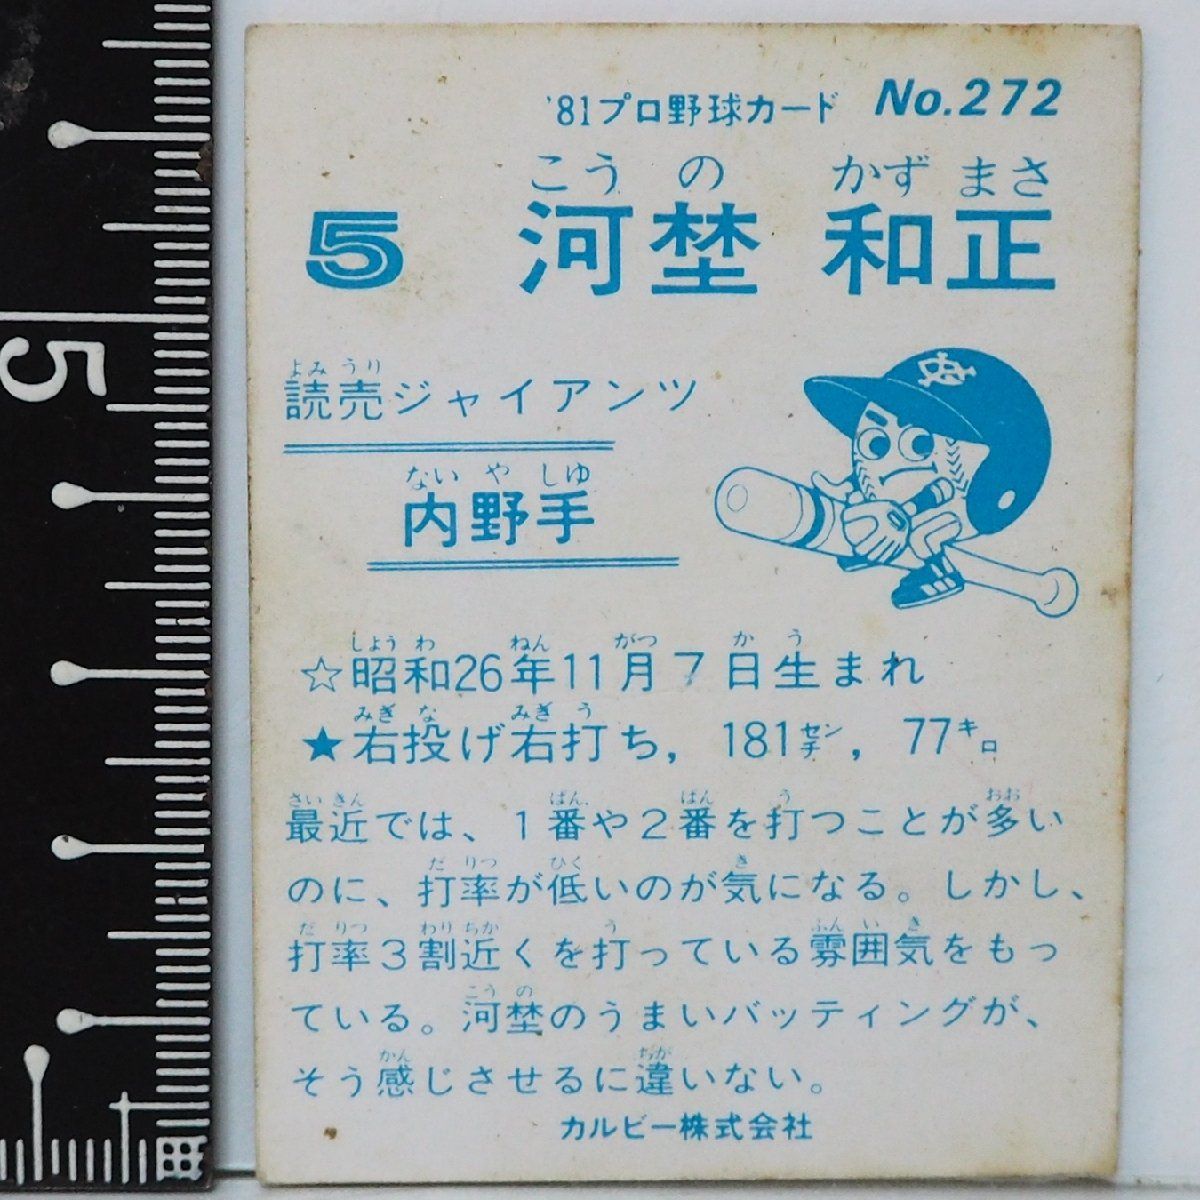 '81プロ野球カード No.272
こう の かず まさ
5 河埜 和正
よみ うり
読売ジャイアンツ
ない や しゆ
内野手
しょう わ ねん がつ か う
☆昭和26年11月7日生まれ
みぎ な みぎ う
★右投げ右打ち, 181センチ, 77キロ
さい きん ばん ばん う おお
最近では、1番や2番を打つことが多い
だ りつ ひく き
のに、打率が低いのが気になる。しかし、
だ りつ わり ちか う ふん い き
打率3割近くを打っている雰囲気をもっ
こう の
ている。河埜のうまいバッティングが、
かん ちが
そう感じさせるに違いない。
カルビー株式会社
5